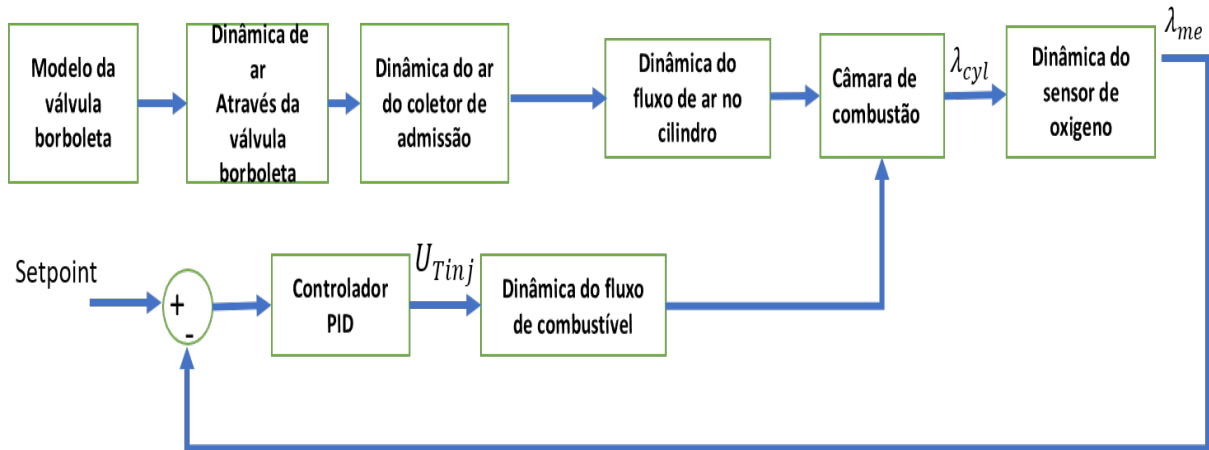 Modelo da
válvula
borboleta
Dinâmica de
ar
Através da
válvula
borboleta
Dinâmica do ar
do coletor de
admissão
Dinâmica do
fluxo de ar no
cilindro
Câmara de
combustão
λcyl
Dinâmica do
sensor de
oxigeno
λme
Setpoint
+
-
Controlador
PID
UTinj
Dinâmica do fluxo
de combustível